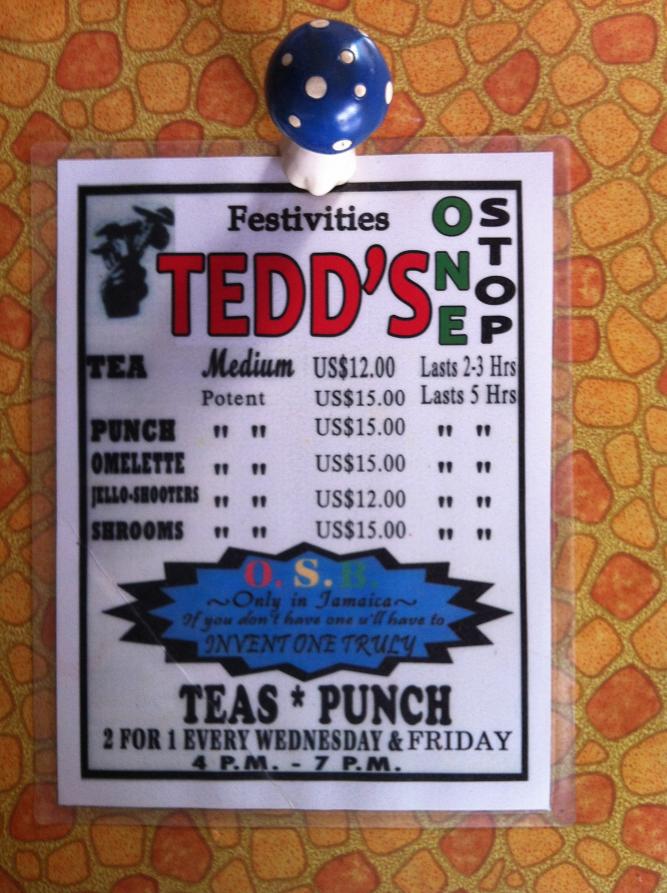 Festivities
TEDD'S
ONE
STOP
TEA Medium US$12.00 Lasts 2-3 Hrs
Potent US$15.00 Lasts 5 Hrs
PUNCH " " US$15.00 " "
OMELETTE " " US$15.00 " "
JELLO-SHOOTERS " " US$12.00 " "
SHROOMS " " US$15.00 " "
O. S. B.
~Only in Jamaica~
If you don't have one u'll have to
INVENT ONE TRULY
TEAS * PUNCH
2 FOR 1 EVERY WEDNESDAY & FRIDAY
4 P.M. - 7 P.M.